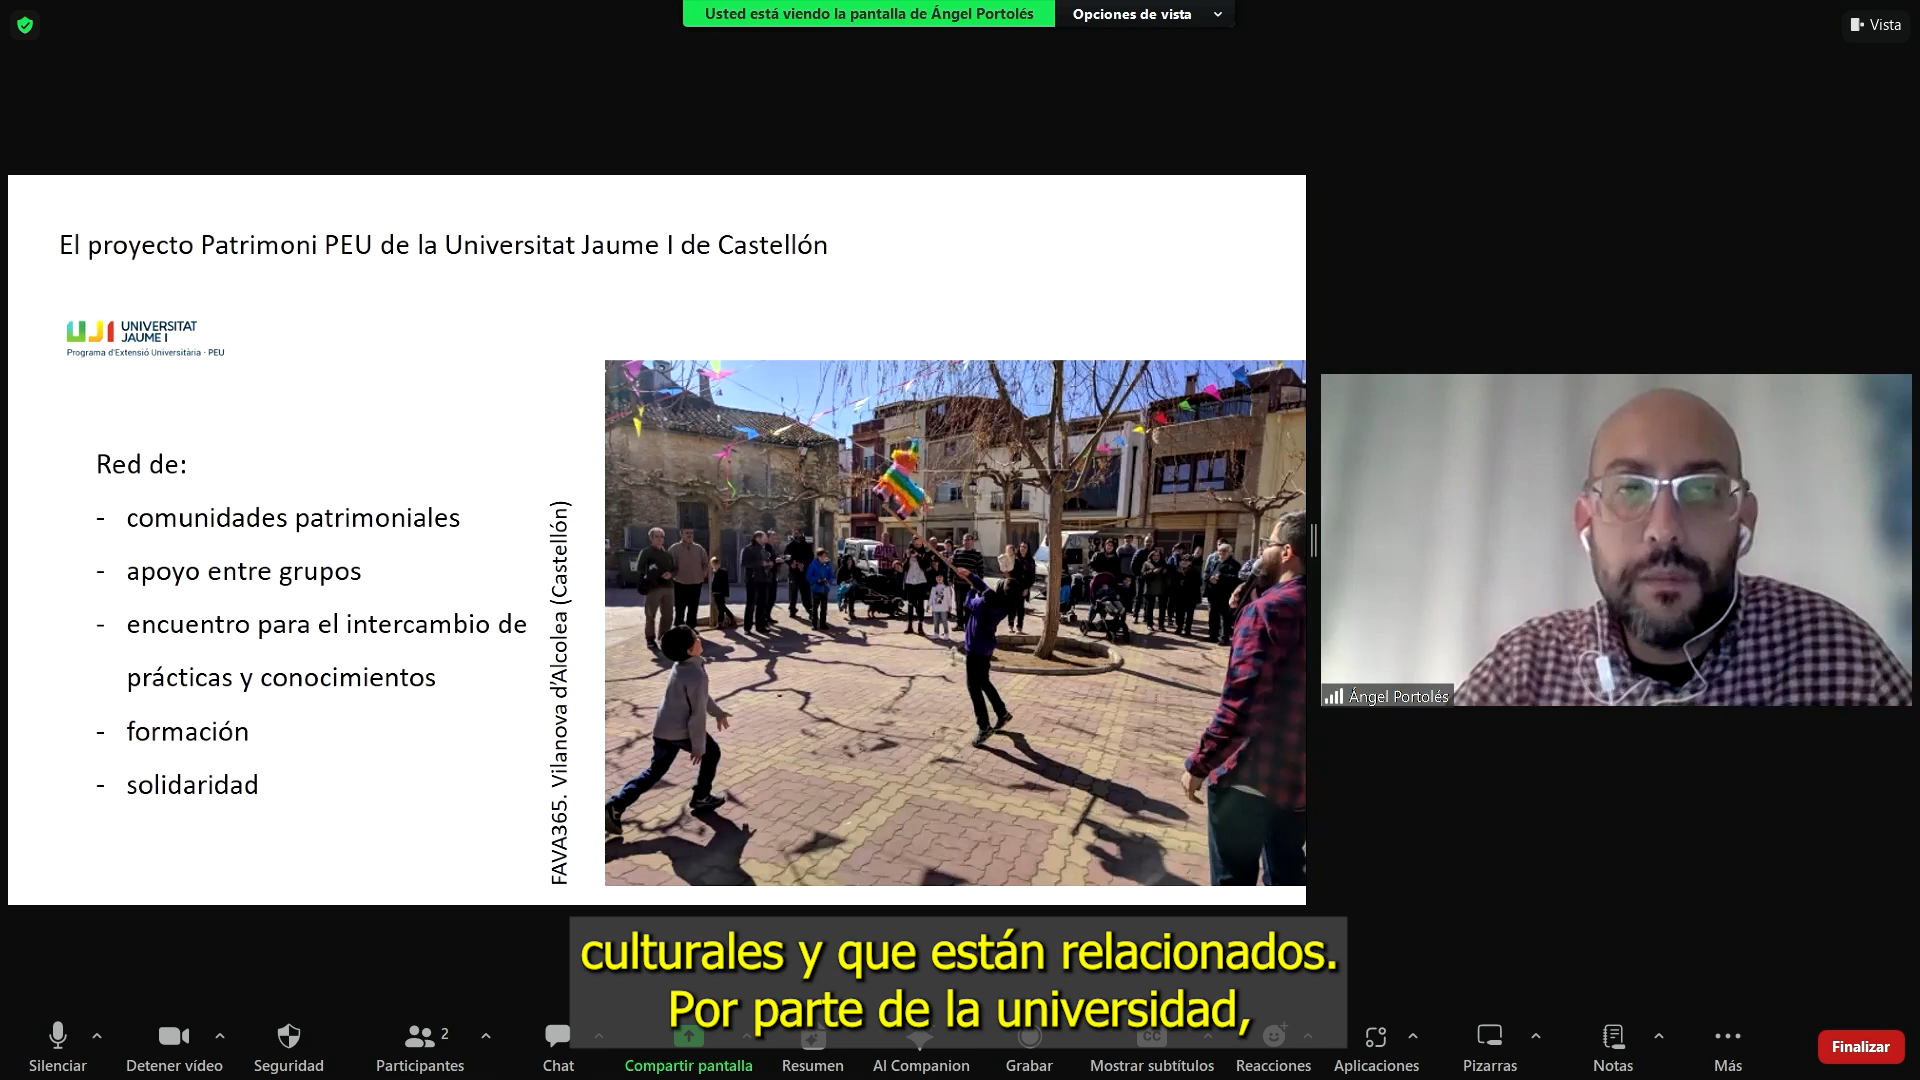 Usted está viendo la pantalla de Ángel Portolés
Opciones de vista
Vista
El proyecto Patrimoni PEU de la Universitat Jaume I de Castellón
UJI UNIVERSITAT
JAUME I
Programa d'Extensió Universitària · PEU
Red de:
- comunidades patrimoniales
- apoyo entre grupos
- encuentro para el intercambio de
prácticas y conocimientos
- formación
- solidaridad
FAVA365. Vilanova d'Alcolea (Castellón)
Ángel Portolés
culturales y que están relacionados.
Por parte de la universidad,
2
CC
Silenciar
Detener vídeo
Seguridad
Participantes
Chat
Compartir pantalla
Resumen
AI Companion
Grabar
Mostrar subtítulos
Reacciones
Aplicaciones
Pizarras
Notas
Más
Finalizar